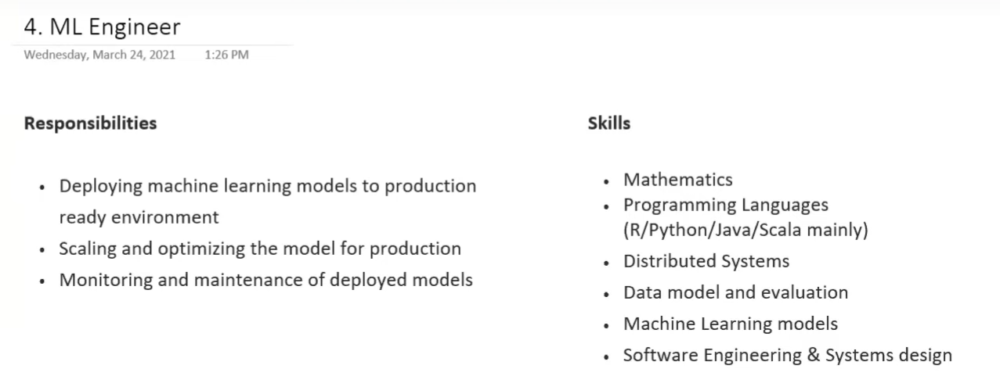 4. ML Engineer
Wednesday, March 24, 2021 1:26 PM
Responsibilities
• Deploying machine learning models to production
ready environment
• Scaling and optimizing the model for production
• Monitoring and maintenance of deployed models
Skills
• Mathematics
• Programming Languages
(R/Python/Java/Scala mainly)
• Distributed Systems
• Data model and evaluation
• Machine Learning models
• Software Engineering & Systems design